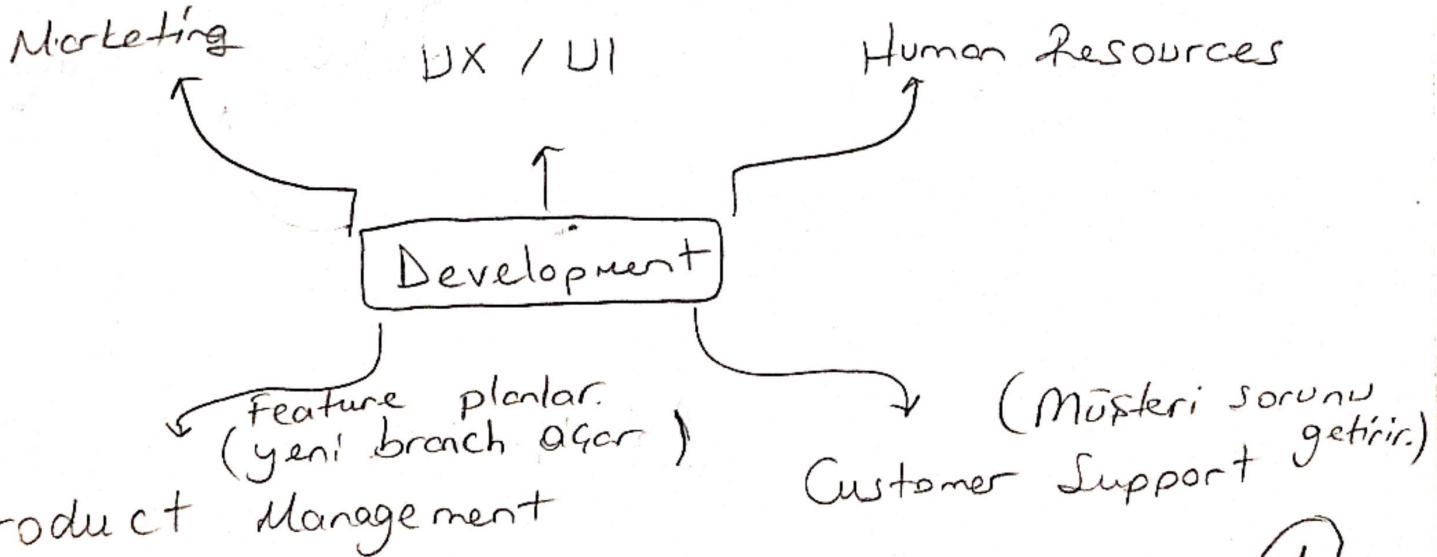 Marketing
UX / UI
Human Resources
Development
Feature planlar.
(yeni branch açar)
(Müşteri sorunu
getirir.)
Customer Support
roduct Management